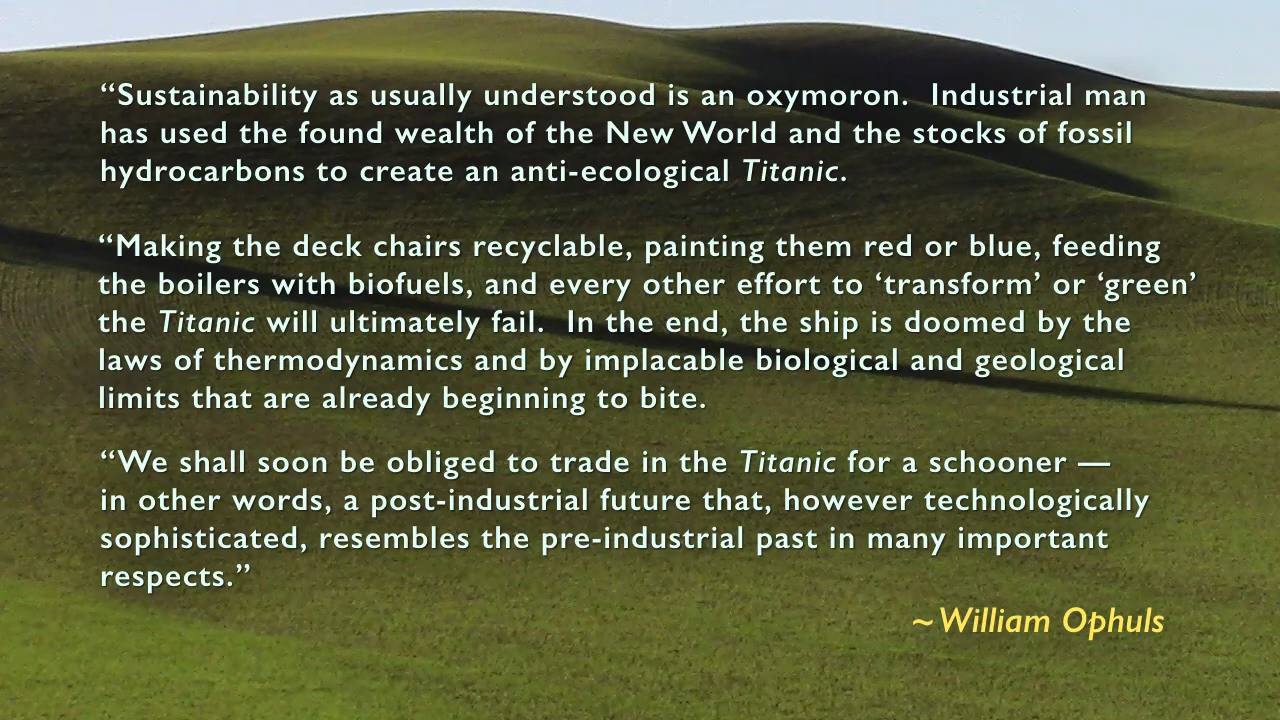 “Sustainability as usually understood is an oxymoron.  Industrial man
has used the found wealth of the New World and the stocks of fossil
hydrocarbons to create an anti-ecological Titanic.
“Making the deck chairs recyclable, painting them red or blue, feeding
the boilers with biofuels, and every other effort to ‘transform’ or ‘green’
the Titanic will ultimately fail.  In the end, the ship is doomed by the
laws of thermodynamics and by implacable biological and geological
limits that are already beginning to bite.
“We shall soon be obliged to trade in the Titanic for a schooner —
in other words, a post-industrial future that, however technologically
sophisticated, resembles the pre-industrial past in many important
respects.”
~ William Ophuls